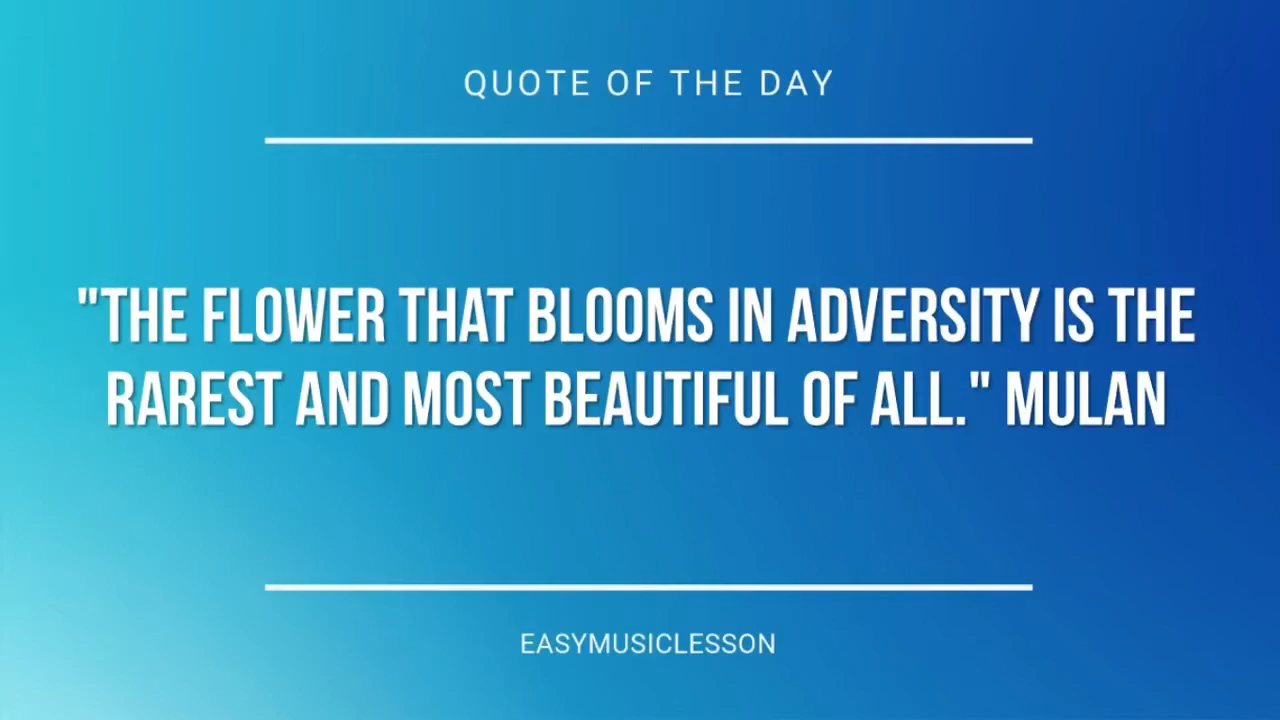 QUOTE OF THE DAY
"THE FLOWER THAT BLOOMS IN ADVERSITY IS THE
RAREST AND MOST BEAUTIFUL OF ALL." MULAN
EASYMUSICLESSON